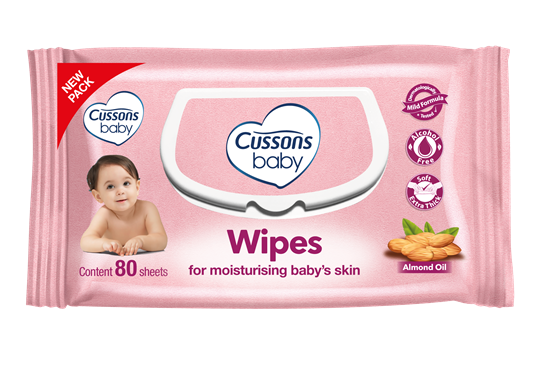 NEW
PACK
Cussons
baby
Cussons
baby
Dermatologically
Mild Formula
Tested
Alcohol
Free
Soft
Extra Thick
Wipes
for moisturising baby's skin
Content 80 sheets
Almond Oil